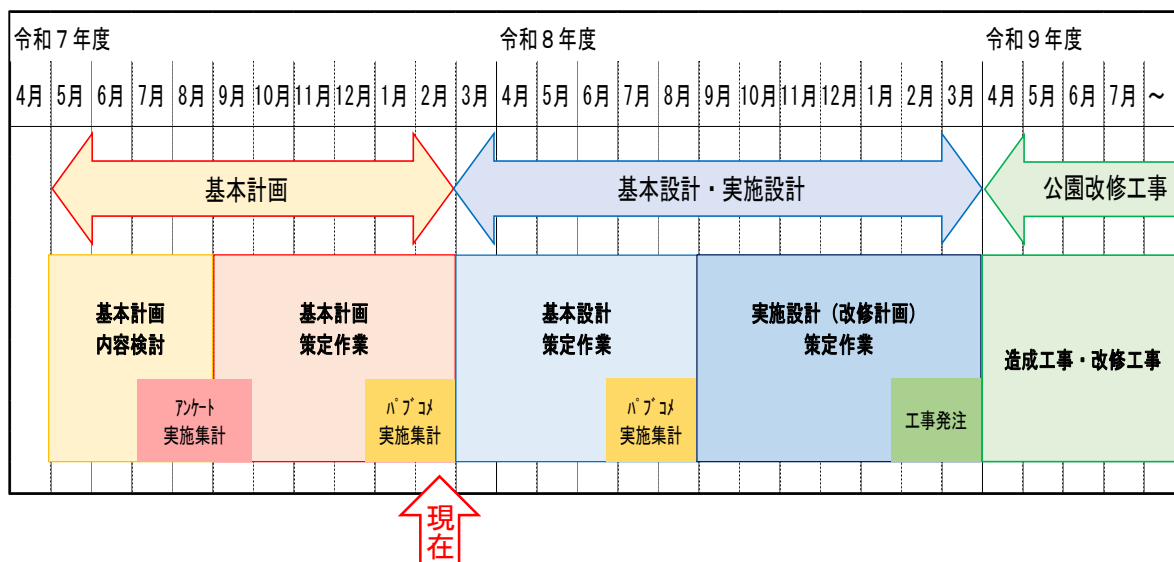 令和７年度 令和８年度 令和９年度
4月 5月 6月 7月 8月 9月 10月 11月 12月 1月 2月 3月 4月 5月 6月 7月 8月 9月 10月 11月 12月 1月 2月 3月 4月 5月 6月 7月 ～
基本計画
基本設計・実施設計
公園改修工事
基本計画
内容検討
基本計画
策定作業
基本設計
策定作業
実施設計（改修計画）
策定作業
造成工事・改修工事
ｱﾝｹｰﾄ
実施集計
ﾊﾟﾌﾞｺﾒ
実施集計
ﾊﾟﾌﾞｺﾒ
実施集計
工事発注
現在